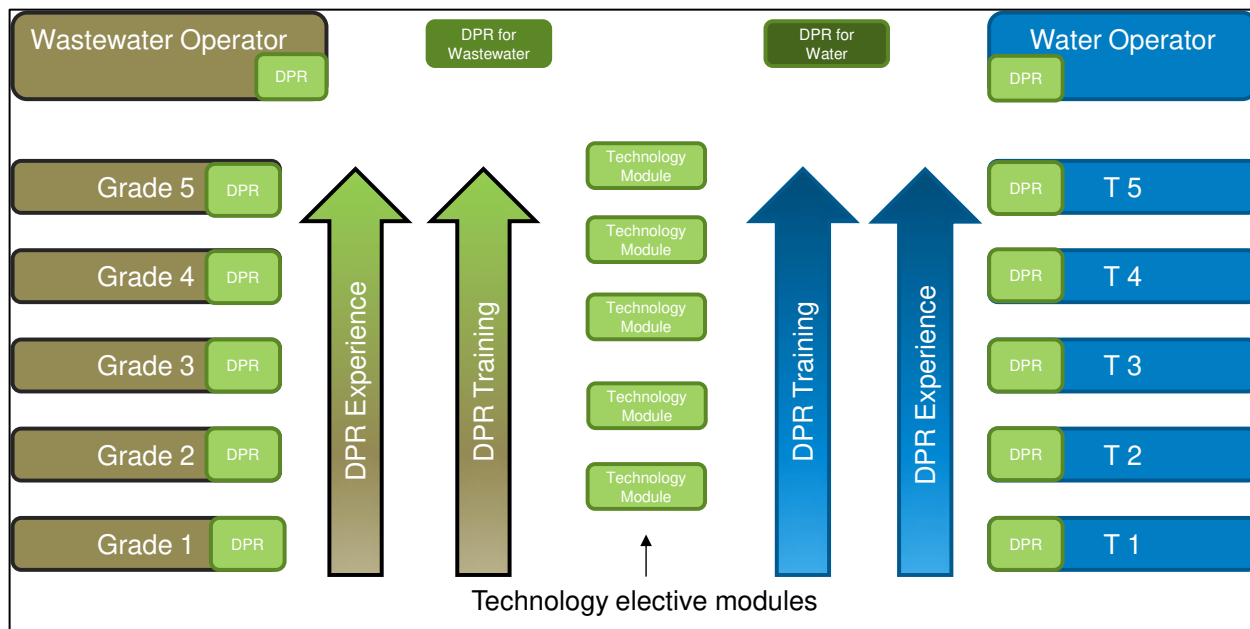 Wastewater Operator
DPR
DPR for
Wastewater
DPR for
Water
Water Operator
DPR
Grade 5
DPR
Grade 4
DPR
Grade 3
DPR
Grade 2
DPR
Grade 1
DPR
DPR Experience
DPR Training
Technology
Module
Technology
Module
Technology
Module
Technology
Module
Technology
Module
Technology elective modules
DPR Training
DPR Experience
DPR
T 5
DPR
T 4
DPR
T 3
DPR
T 2
DPR
T 1